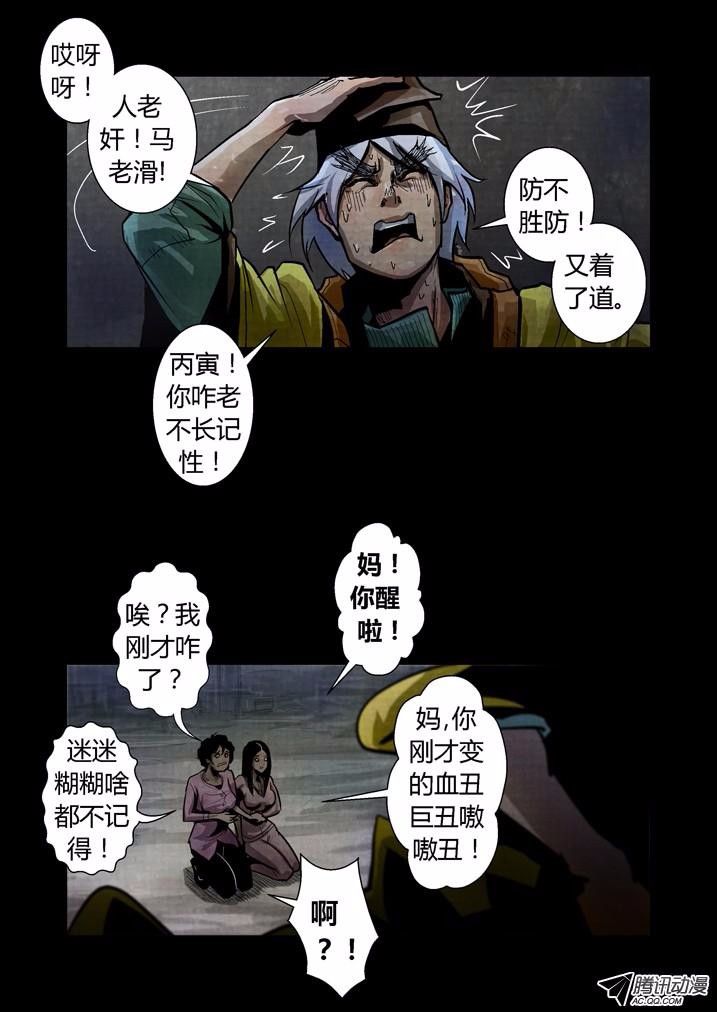 哎呀
呀！
人老
奸！马
老滑!
防不
胜防！
又着
了道。
丙寅！
你咋老
不长记
性！
妈！
你醒
啦！
唉？我
刚才咋
了？
妈,你
刚才变
的血丑
巨丑嗷
嗷丑！
迷迷
糊糊啥
都不记
得！
啊
？！
腾讯动漫
AC.QQ.COM